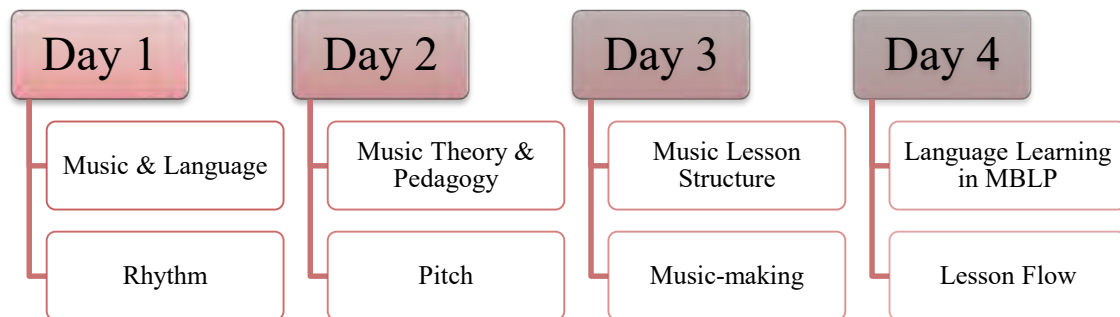 Day 1
Music & Language
Rhythm
Day 2
Music Theory &
Pedagogy
Pitch
Day 3
Music Lesson
Structure
Music-making
Day 4
Language Learning
in MBLP
Lesson Flow